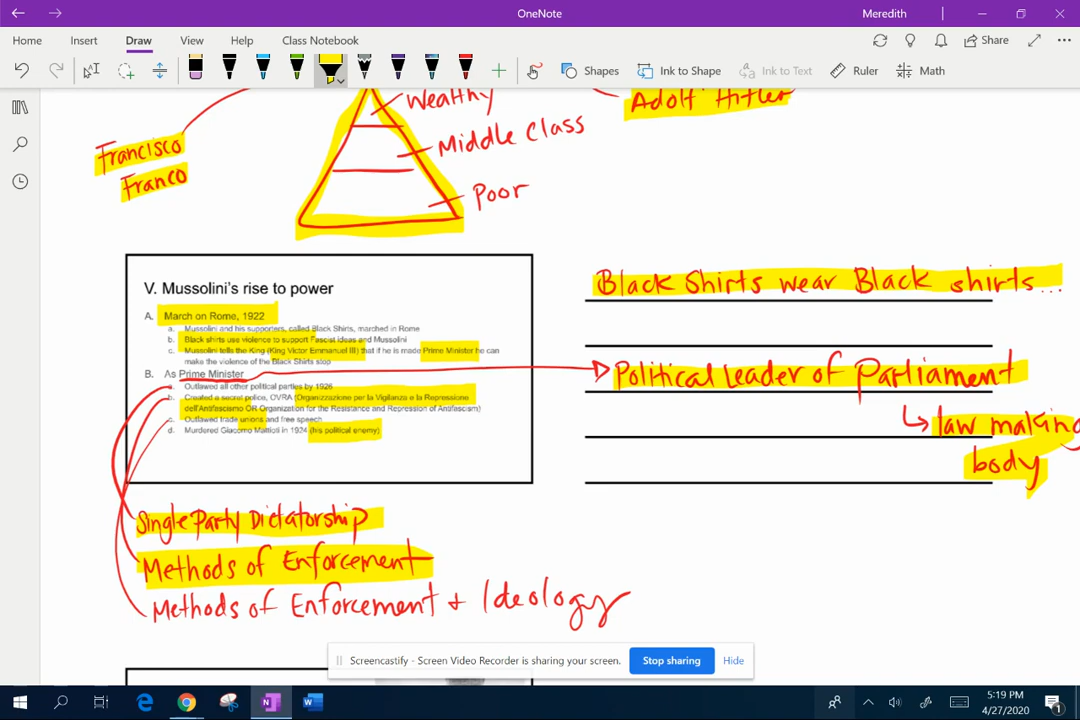 OneNote
Meredith
Home Insert Draw View Help Class Notebook
Share
Shapes Ink to Shape Ink to Text Ruler Math
Wealthy
Adolf Hitler
Middle Class
Francisco
Franco
Poor
V. Mussolini's rise to power
A. March on Rome, 1922
a. Mussolini and his supporters, called Black Shirts, marched in Rome
b. Black shirts use violence to support Fascist ideas and Mussolini
c. Mussolini tells the King (King Victor Emmanuel III) that if he is made Prime Minister he can
make the violence of the Black Shirts stop
B. As Prime Minister
a. Outlawed all other political parties by 1926
b. Created a secret police, OVRA (Organizzazione per la Vigilanza e la Repressione
dell'Antifascismo OR Organization for the Resistance and Repression of Antifascism)
c. Outlawed trade unions and free speech
d. Murdered Giacomo Mattioti in 1924 (his political enemy)
Black Shirts wear Black shirts...
Political Leader of Parliament
law making
body
Single Party Dictatorship
Methods of Enforcement
Methods of Enforcement + Ideology
Screencastify - Screen Video Recorder is sharing your screen.
Stop sharing
Hide
5:19 PM
4/27/2020
1